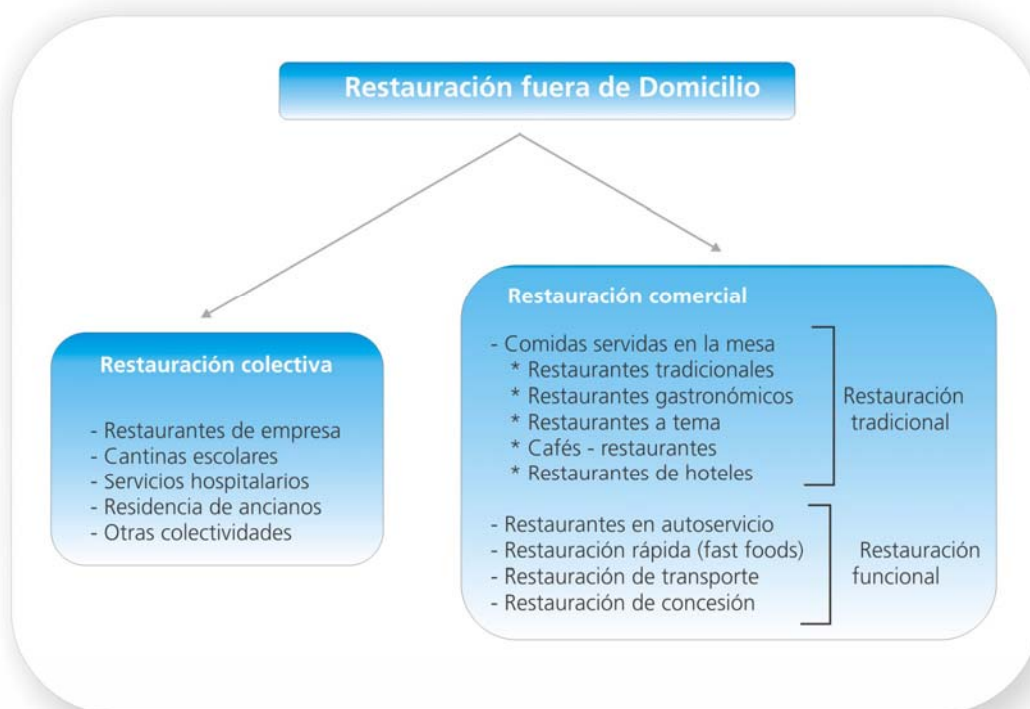 Restauración fuera de Domicilio
Restauración colectiva
- Restaurantes de empresa
- Cantinas escolares
- Servicios hospitalarios
- Residencia de ancianos
- Otras colectividades
Restauración comercial
- Comidas servidas en la mesa
* Restaurantes tradicionales
* Restaurantes gastronómicos
* Restaurantes a tema
* Cafés - restaurantes
* Restaurantes de hoteles
Restauración
tradicional
- Restaurantes en autoservicio
- Restauración rápida (fast foods)
- Restauración de transporte
- Restauración de concesión
Restauración
funcional